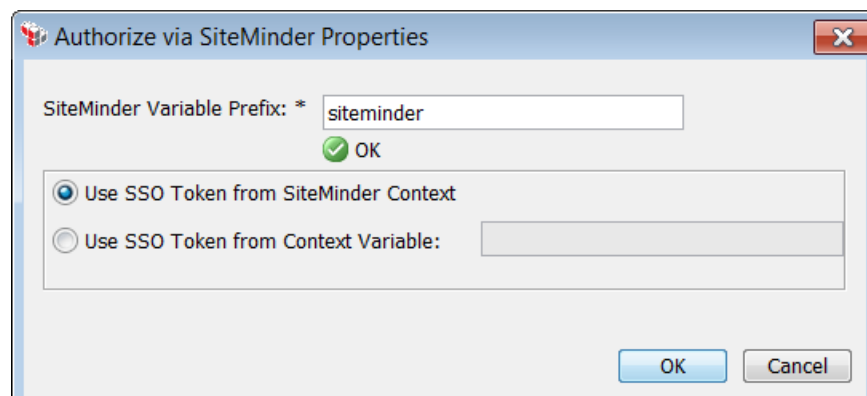 Authorize via SiteMinder Properties
SiteMinder Variable Prefix: * siteminder
OK
Use SSO Token from SiteMinder Context
Use SSO Token from Context Variable:
OK Cancel